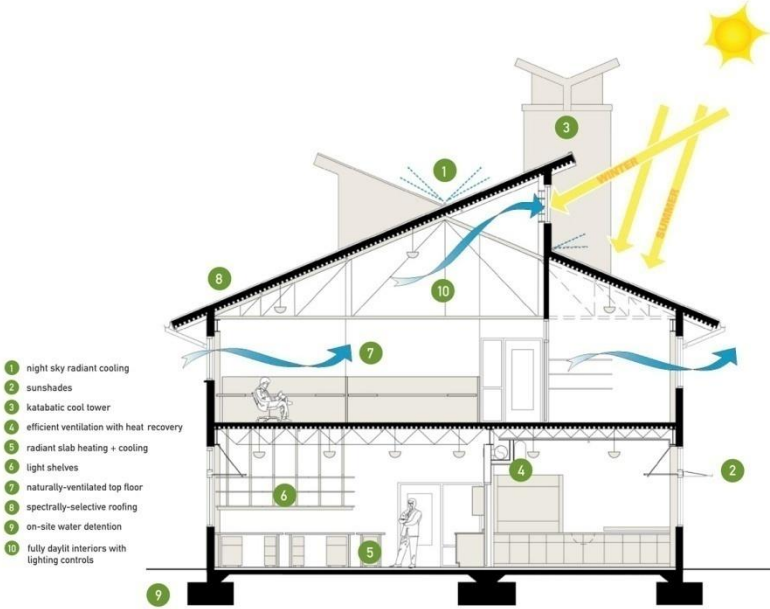 3
WINTER
SUMMER
1
8
10
7
4
2
6
5
9
1 night sky radiant cooling
2 sunshades
3 katabatic cool tower
4 efficient ventilation with heat recovery
5 radiant slab heating + cooling
6 light shelves
7 naturally-ventilated top floor
8 spectrally-selective roofing
9 on-site water detention
10 fully daylit interiors with
lighting controls